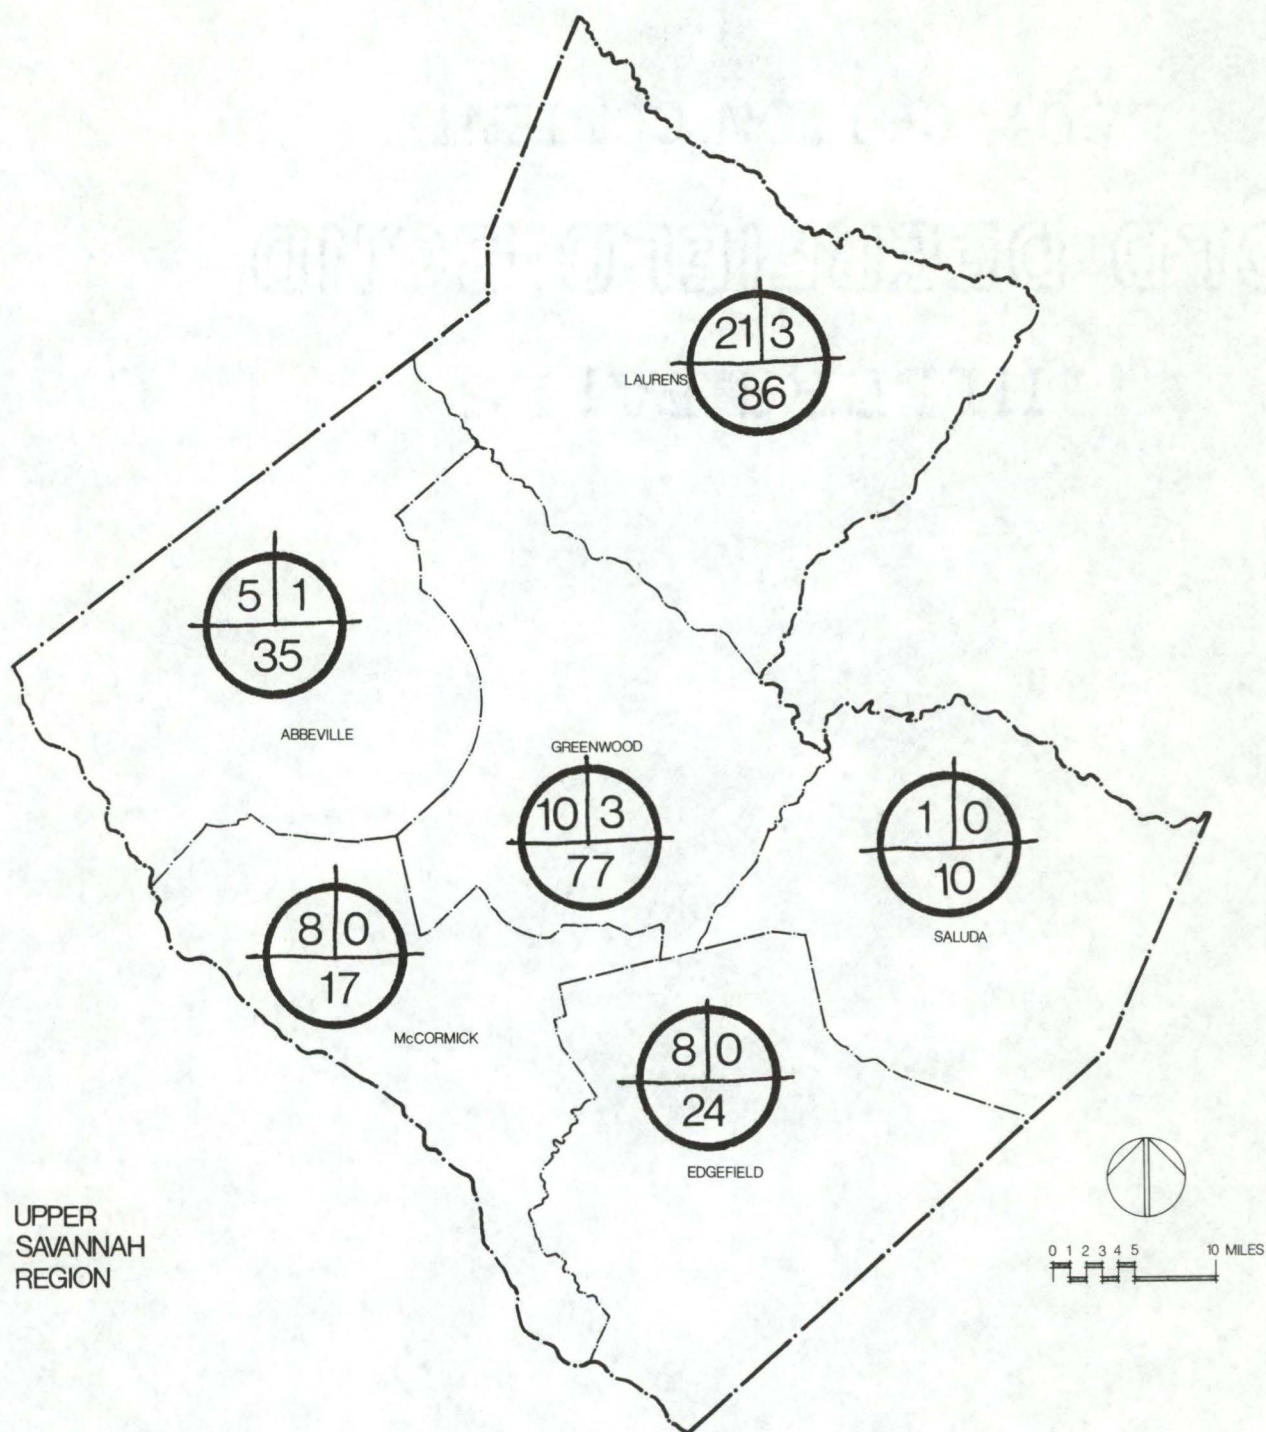 21 3
LAURENS
86
5 1
35
ABBEVILLE
GREENWOOD
10 3
77
1 0
10
SALUDA
8 0
17
McCORMICK
8 0
24
EDGEFIELD
UPPER
SAVANNAH
REGION
0 1 2 3 4 5 10 MILES